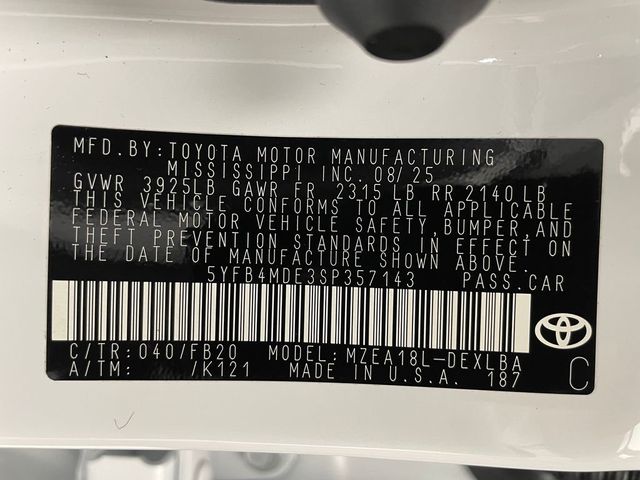 MFD.BY:TOYOTA MOTOR MANUFACTURING
MISSISSIPPI INC. 08/25
GVWR 3925LB GAWR FR 2315 LB RR 2140 LB
THIS VEHICLE CONFORMS TO ALL APPLICABLE
FEDERAL MOTOR VEHICLE SAFETY, BUMPER, AND
THEFT PREVENTION STANDARDS IN EFFECT ON
THE DATE OF MANUFACTURE SHOWN ABOVE.
5YFB4MDE3SP357143 PASS.CAR
C/TR: 040/FB20 MODEL: MZEA18L-DEXLBA
A/TM: /K121 MADE IN U.S.A. 187
C